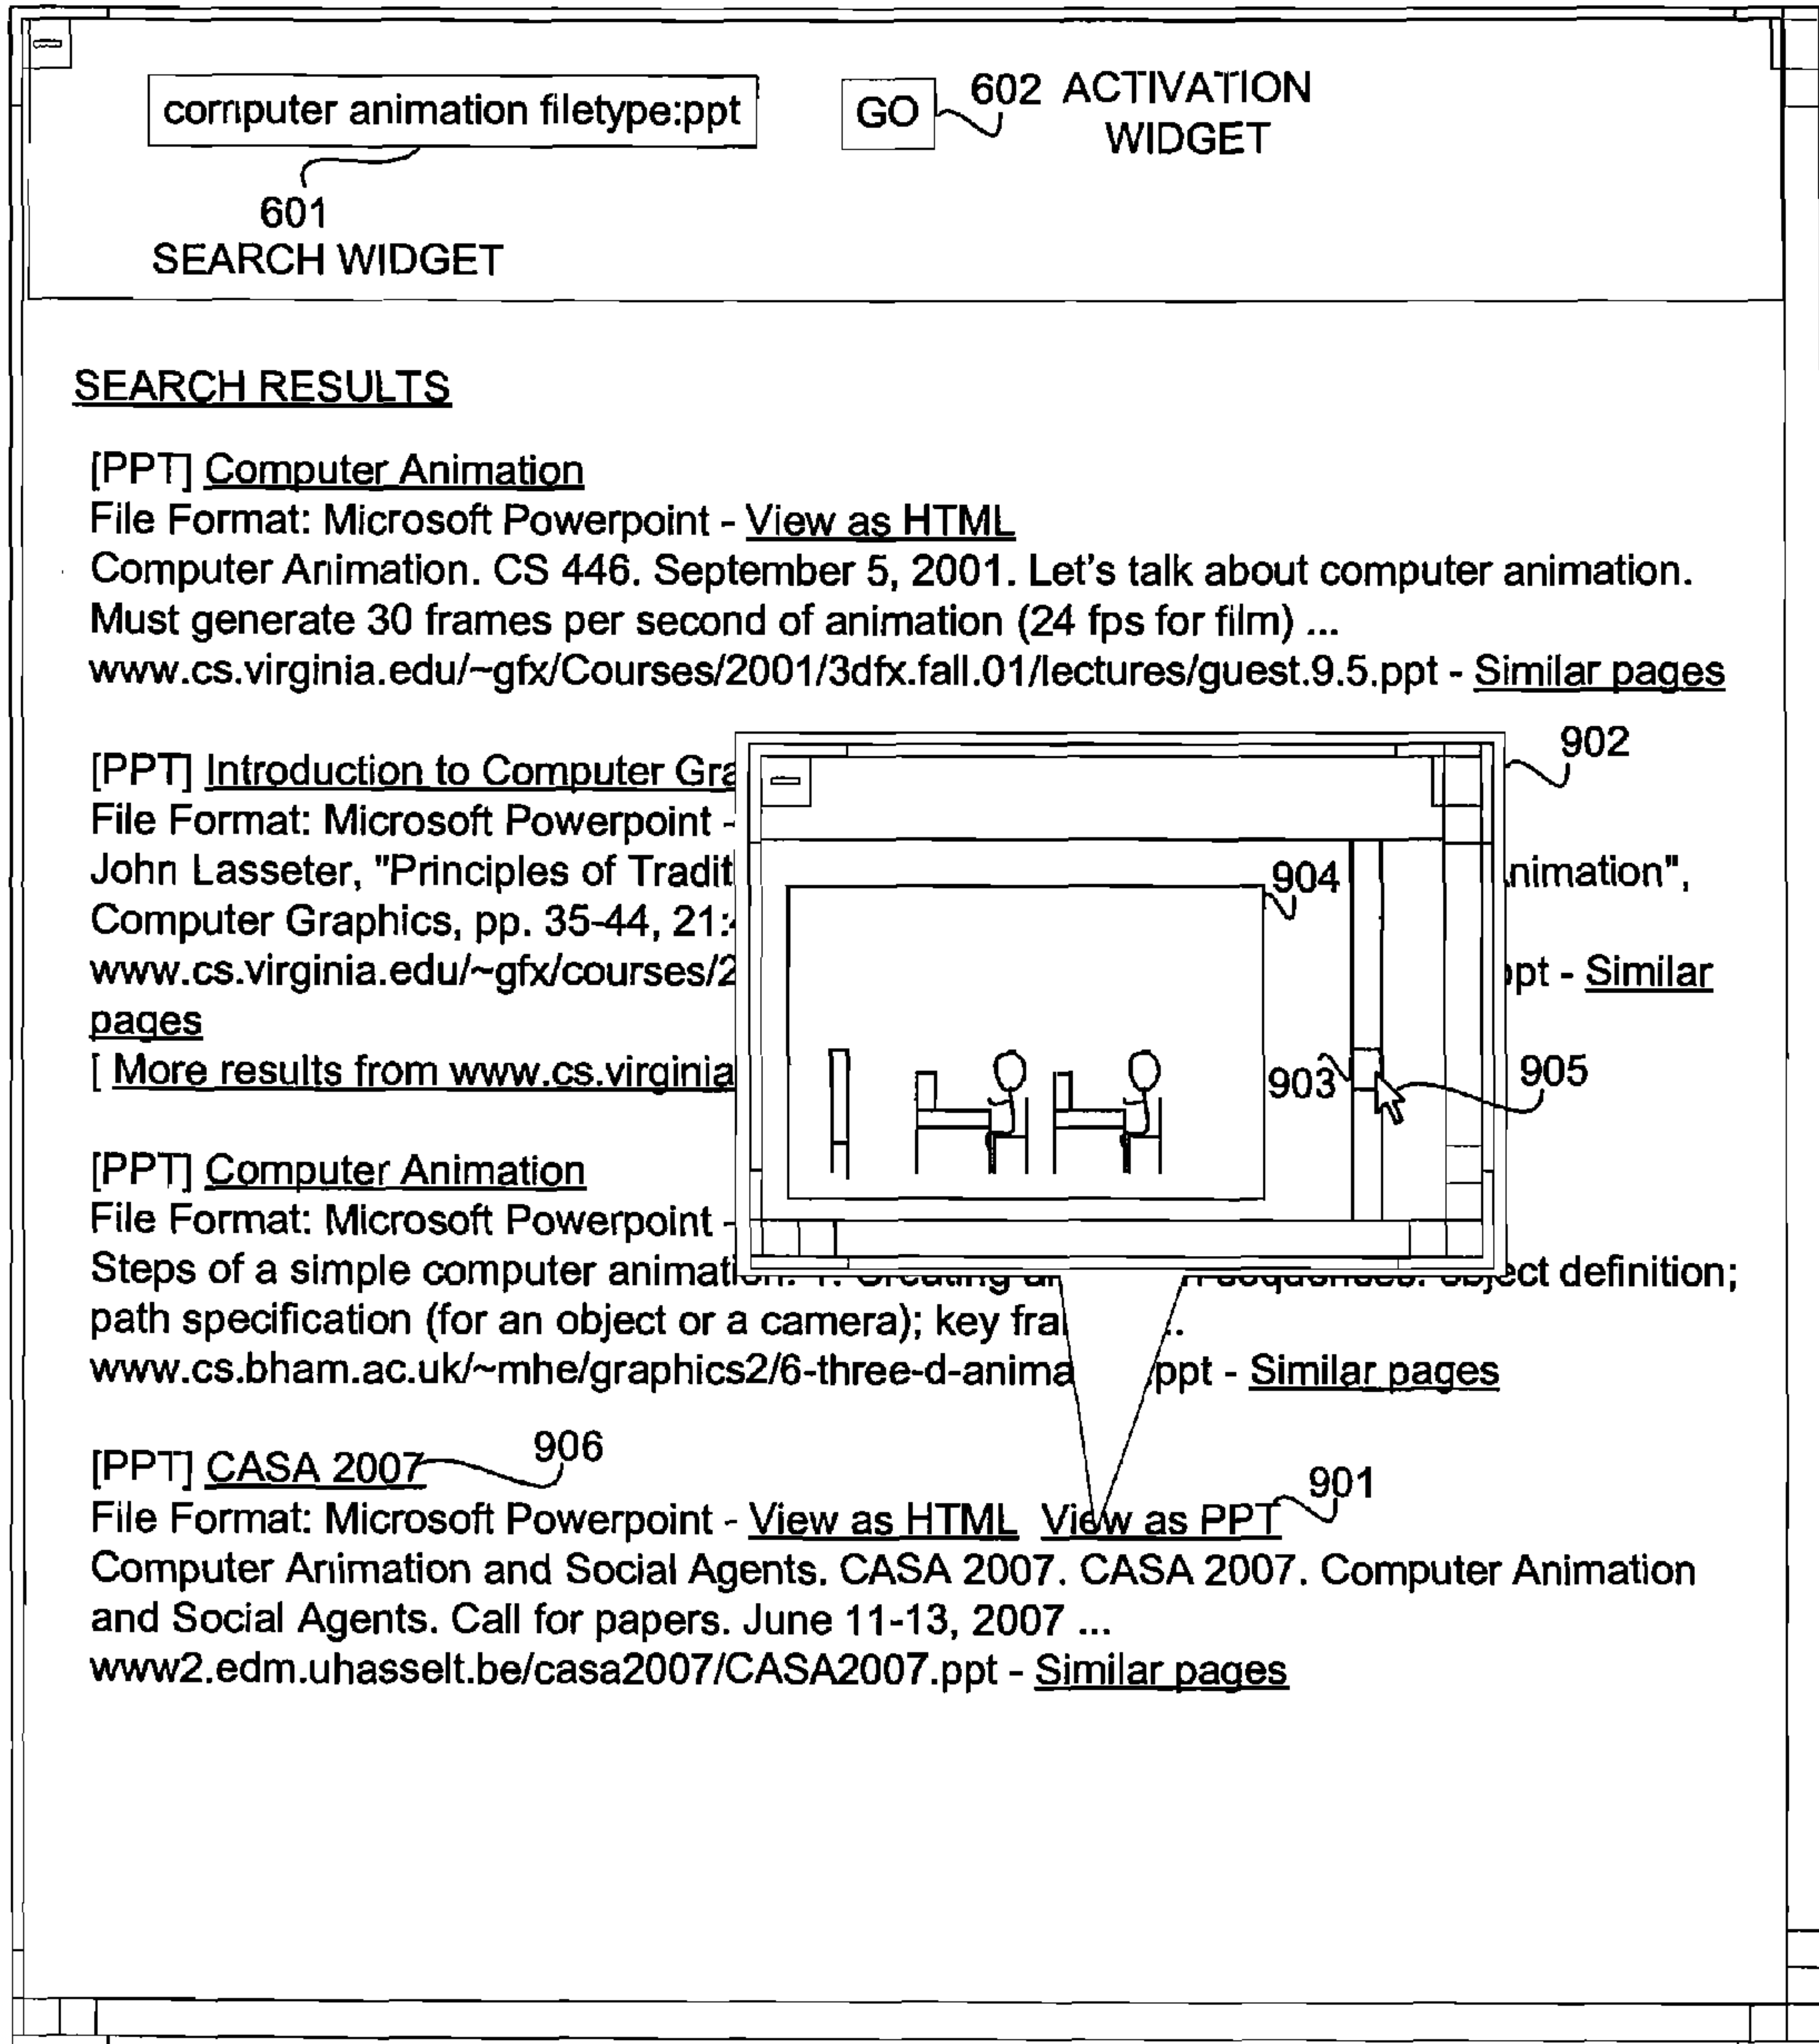 computer animation filetype:ppt
GO
602 ACTIVATION
WIDGET
601
SEARCH WIDGET
SEARCH RESULTS
[PPT] Computer Animation
File Format: Microsoft Powerpoint - View as HTML
Computer Animation. CS 446. September 5, 2001. Let's talk about computer animation.
Must generate 30 frames per second of animation (24 fps for film) ...
www.cs.virginia.edu/~gfx/Courses/2001/3dfx.fall.01/lectures/guest.9.5.ppt - Similar pages
902
[PPT] Introduction to Computer Gra
File Format: Microsoft Powerpoint -
John Lasseter, "Principles of Tradit nimation",
904
Computer Graphics, pp. 35-44, 21:
www.cs.virginia.edu/~gfx/courses/2 ppt - Similar
pages
[ More results from www.cs.virginia
903
905
[PPT] Computer Animation
File Format: Microsoft Powerpoint -
Steps of a simple computer animation. 1. Creating an sequences: object definition;
path specification (for an object or a camera); key fra ..
www.cs.bham.ac.uk/~mhe/graphics2/6-three-d-anima ppt - Similar pages
[PPT] CASA 2007
906
901
File Format: Microsoft Powerpoint - View as HTML View as PPT
Computer Animation and Social Agents. CASA 2007. CASA 2007. Computer Animation
and Social Agents. Call for papers. June 11-13, 2007 ...
www2.edm.uhasselt.be/casa2007/CASA2007.ppt - Similar pages